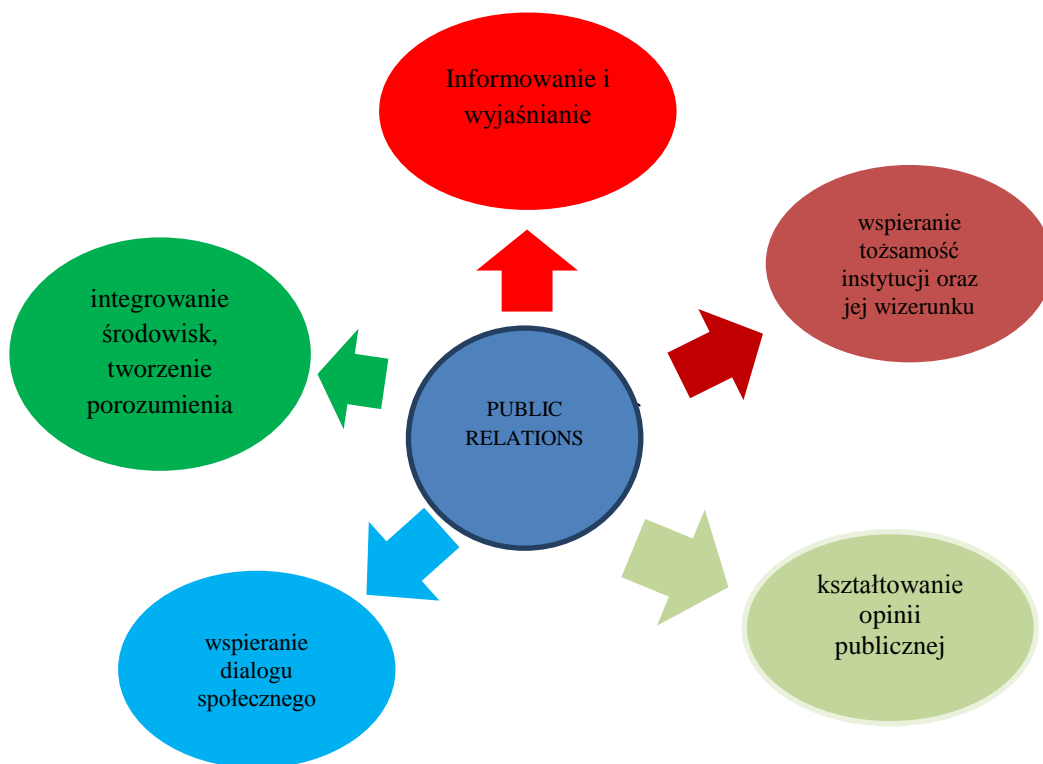 Informowanie i
wyjaśnianie
wspieranie
tożsamość
instytucji oraz
jej wizerunku
integrowanie
środowisk,
tworzenie
porozumienia
PUBLIC
RELATIONS
kształtowanie
opinii
publicznej
wspieranie
dialogu
społecznego